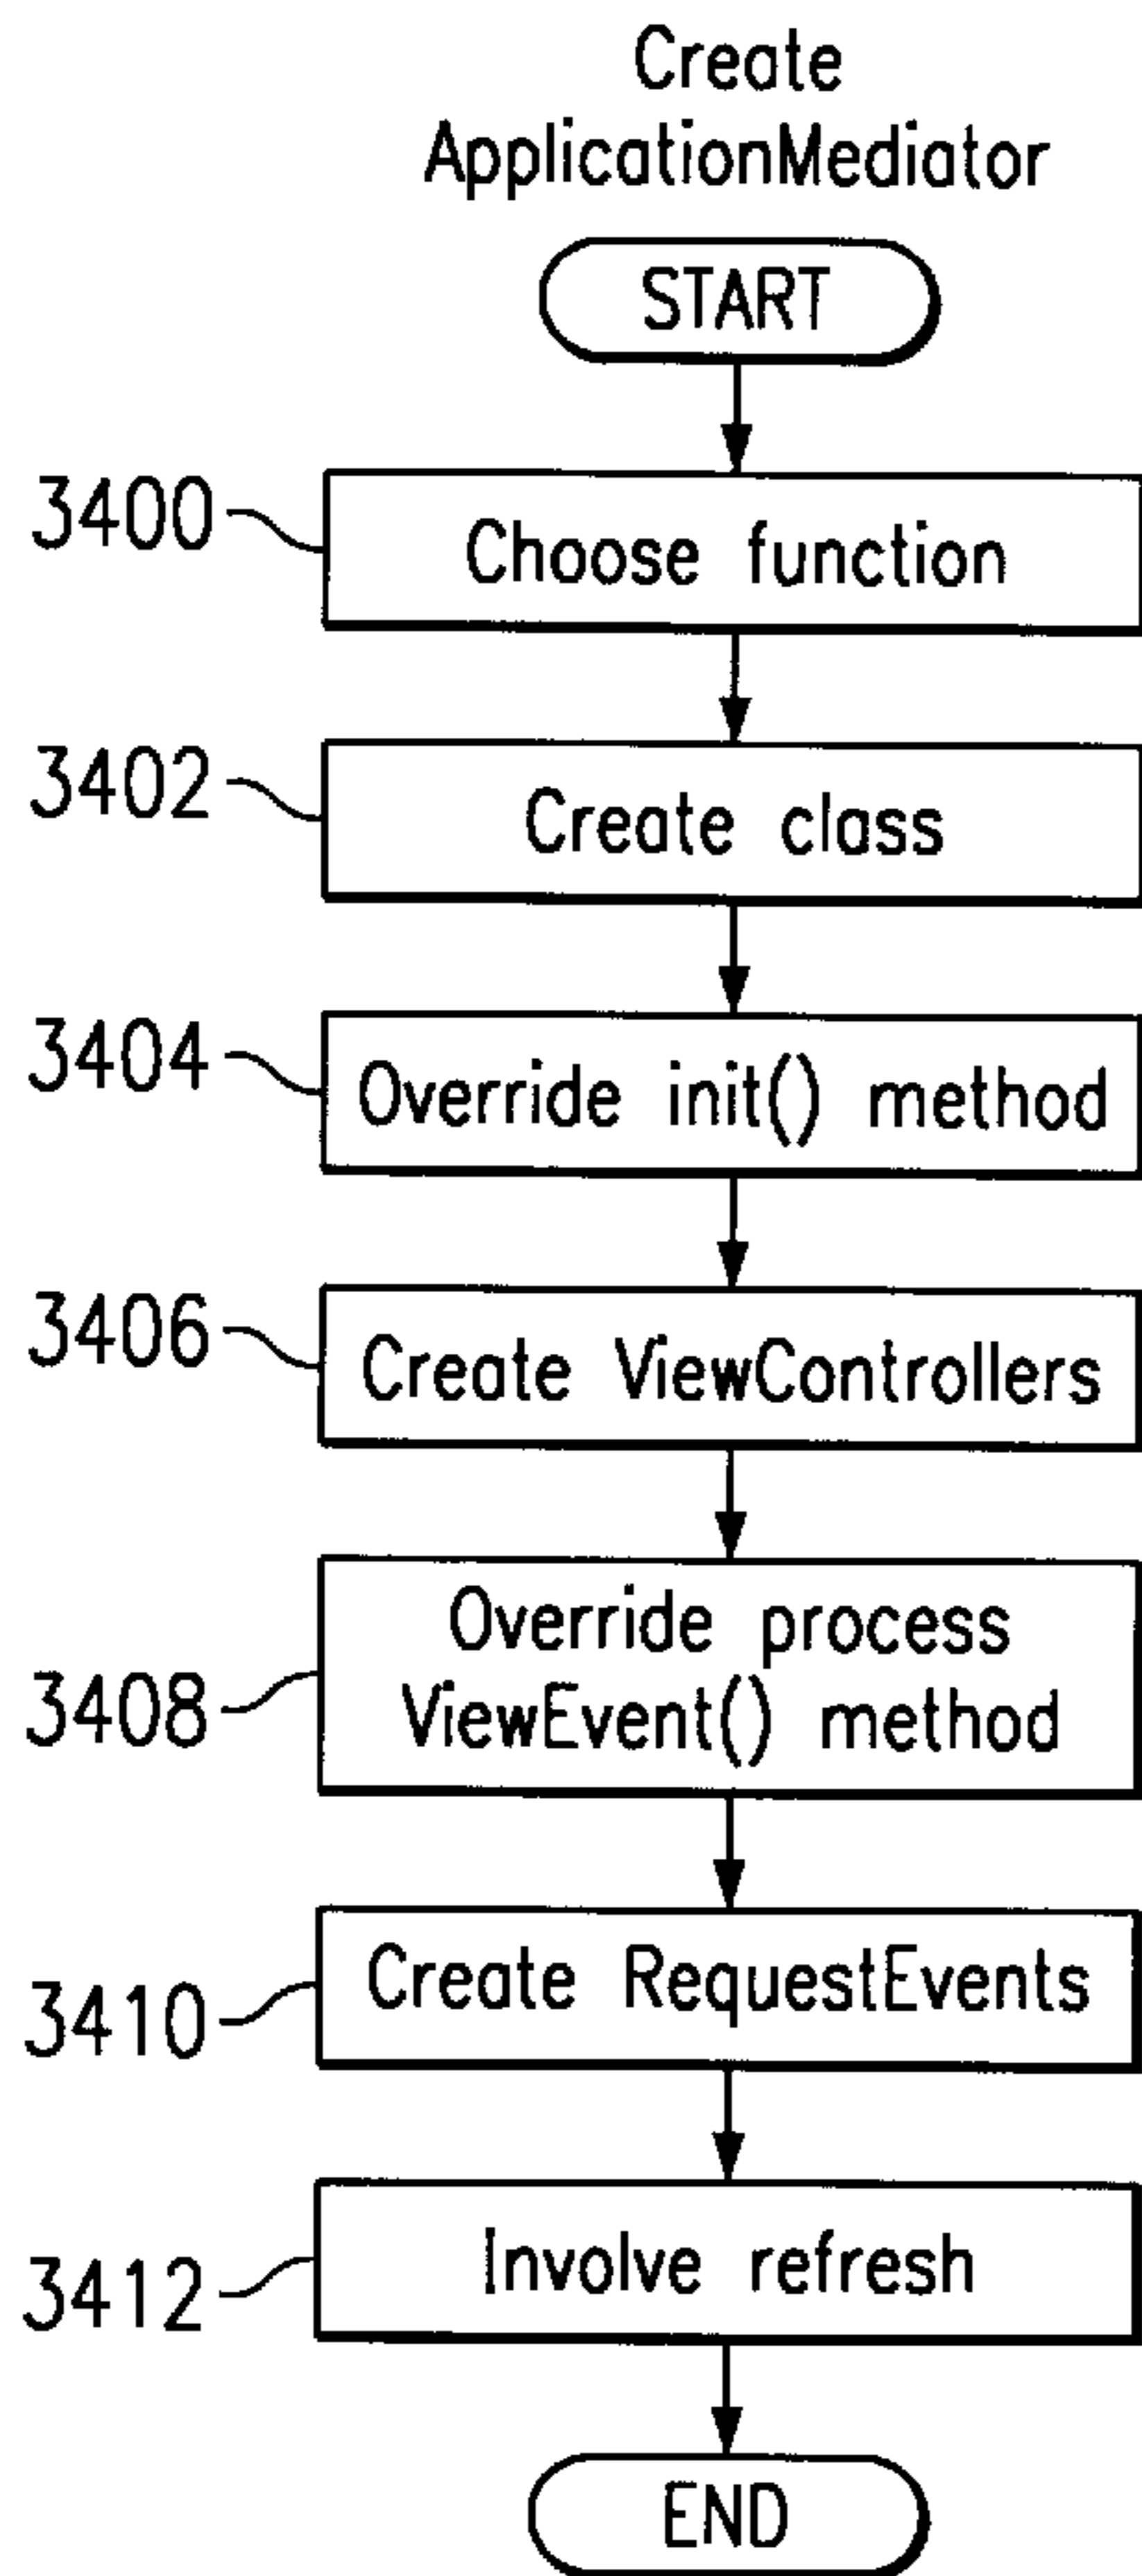 Create
ApplicationMediator
START
3400
Choose function
3402
Create class
3404
Override init() method
3406
Create ViewControllers
3408
Override process
ViewEvent() method
3410
Create RequestEvents
3412
Involve refresh
END